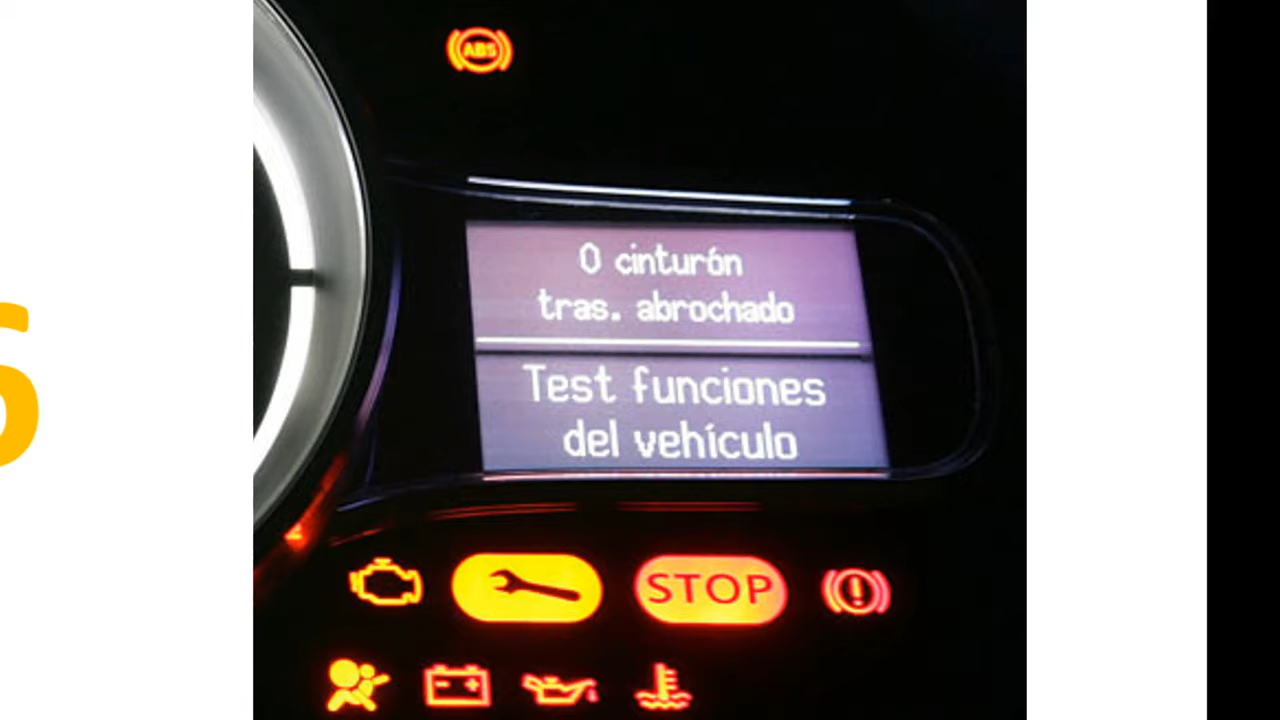 ABS
0 cinturón
tras. abrochado
Test funciones
del vehículo
STOP